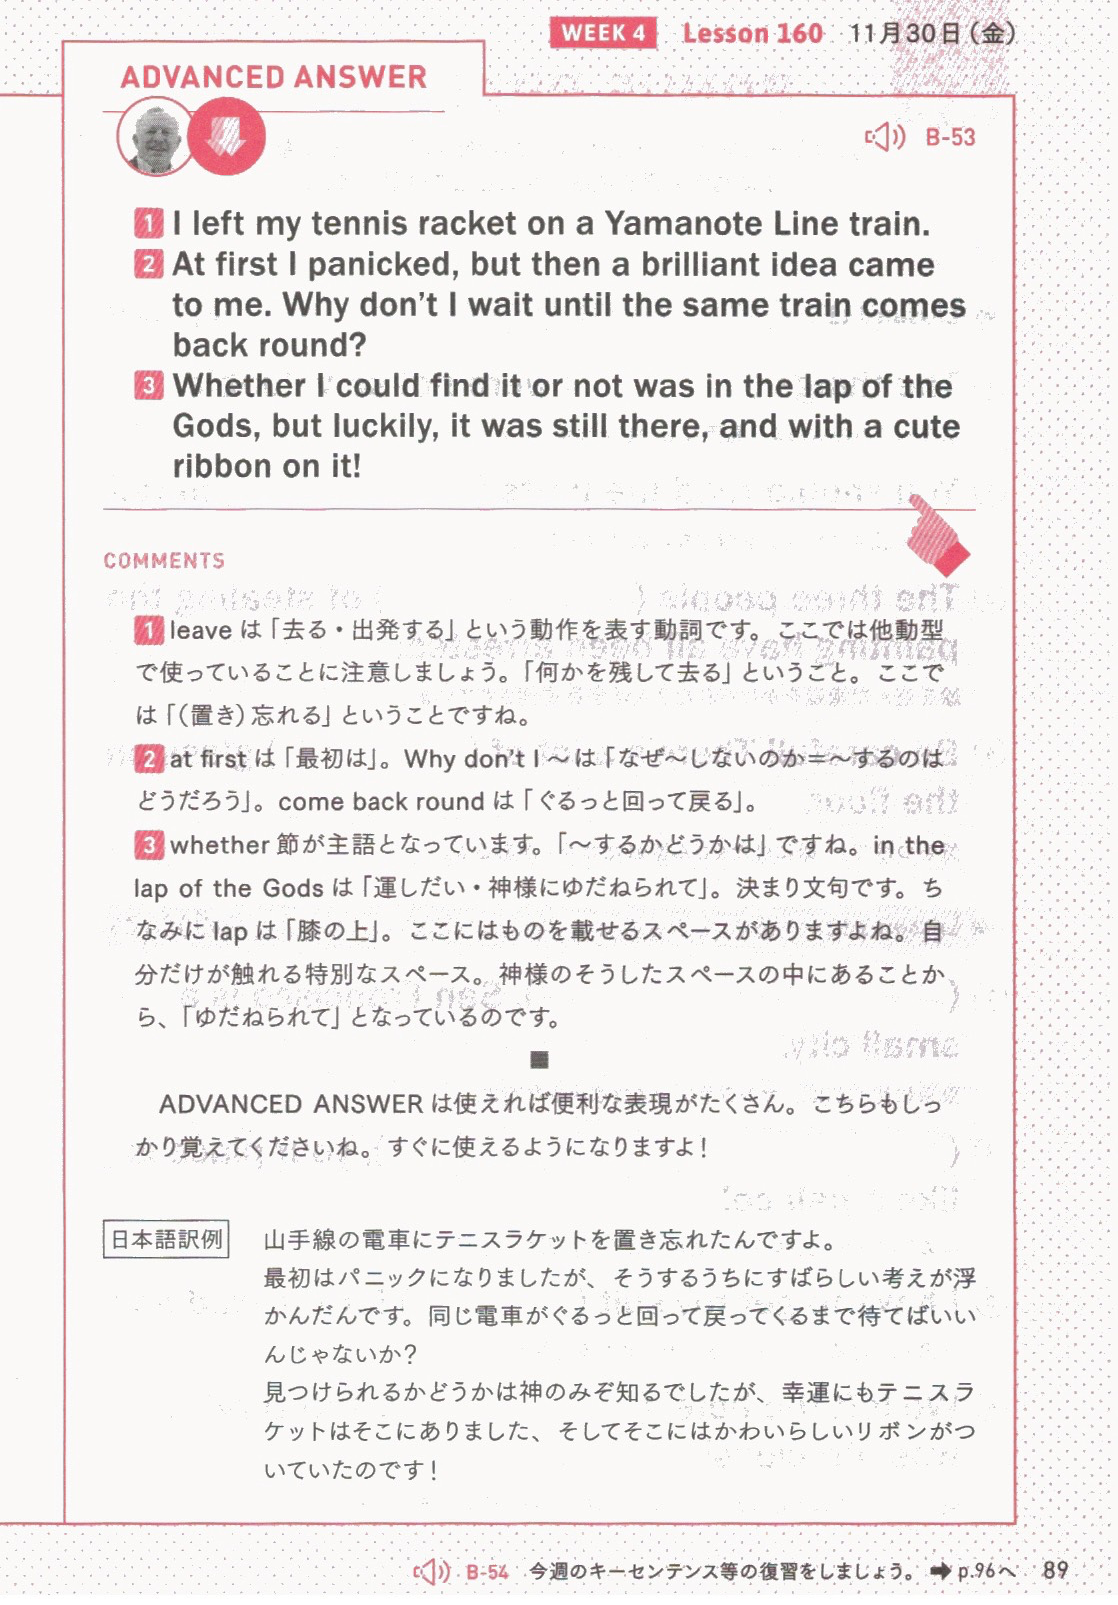 WEEK 4 Lesson 160 11月30日(金)
ADVANCED ANSWER
B-53
1 I left my tennis racket on a Yamanote Line train.
2 At first I panicked, but then a brilliant idea came
to me. Why don't I wait until the same train comes
back round?
3 Whether I could find it or not was in the lap of the
Gods, but luckily, it was still there, and with a cute
ribbon on it!
COMMENTS
1 leave は「去る・出発する」という動作を表す動詞です。ここでは他動型
で使っていることに注意しましょう。「何かを残して去る」ということ。ここで
は「(置き)忘れる」ということですね。
2 at first は「最初は」。Why don't I 〜は「なぜ〜しないのか=〜するのは
どうだろう」。come back round は「ぐるっと回って戻る」。
3 whether 節が主語となっています。「〜するかどうかは」ですね。in the
lap of the Gods は「運しだい・神様にゆだねられて」。決まり文句です。ち
なみに lap は「膝の上」。ここにはものを載せるスペースがありますよね。自
分だけが触れる特別なスペース。神様のそうしたスペースの中にあることか
ら、「ゆだねられて」となっているのです。
■
ADVANCED ANSWER は使えれば便利な表現がたくさん。こちらもしっ
かり覚えてくださいね。すぐに使えるようになりますよ!
日本語訳例 山手線の電車にテニスラケットを置き忘れたんですよ。
最初はパニックになりましたが、そうするうちにすばらしい考えが浮
かんだんです。同じ電車がぐるっと回って戻ってくるまで待てばいい
んじゃないか?
見つけられるかどうかは神のみぞ知るでしたが、幸運にもテニスラ
ケットはそこにありました、そしてそこにはかわいらしいリボンがつ
いていたのです!
B-54 今週のキーセンテンス等の復習をしましょう。➡ p.96へ 89